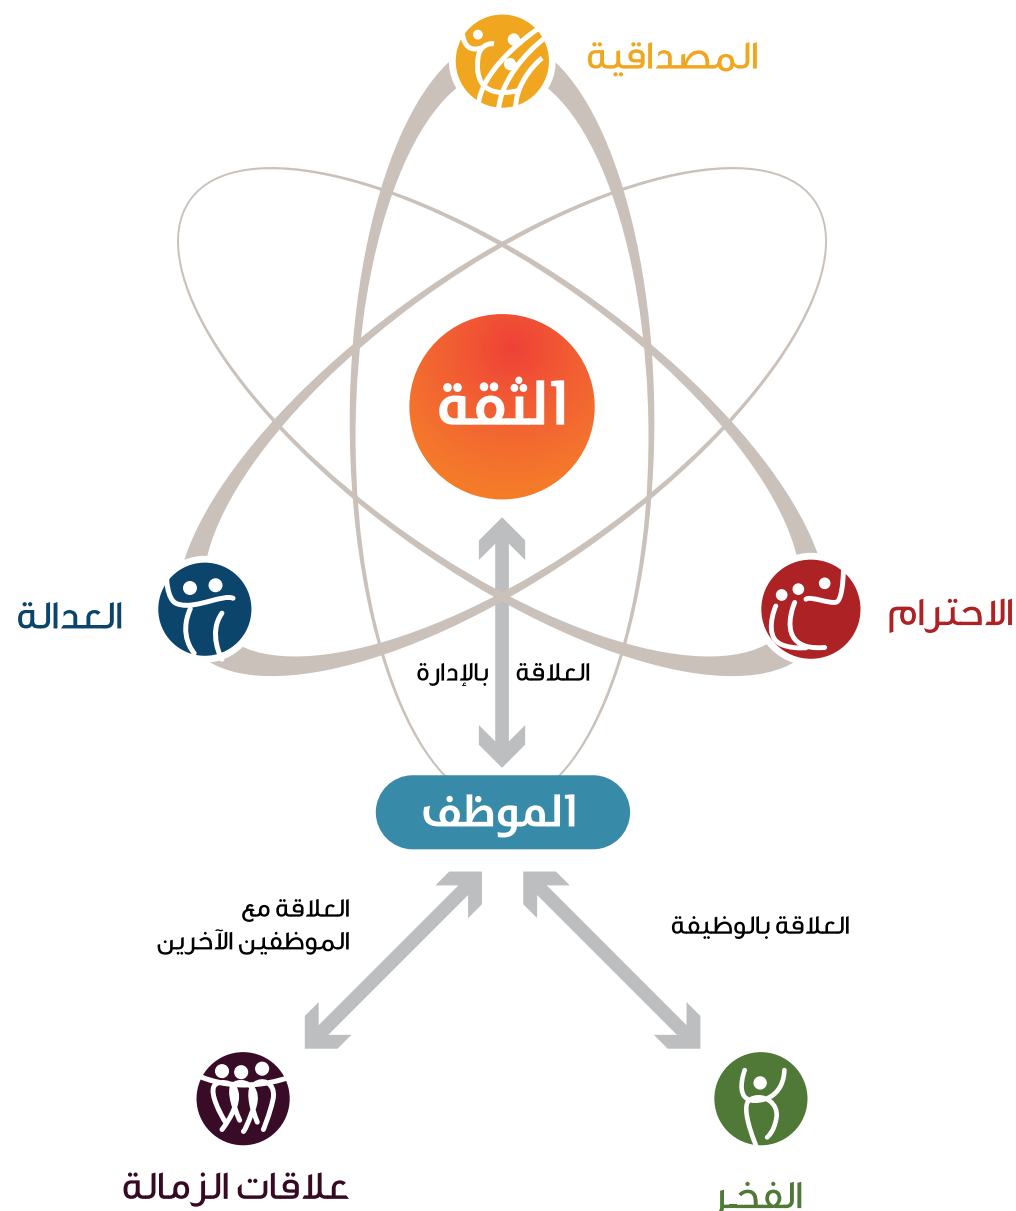 المصداقية
الثقة
العدالة
الاحترام
العلاقة بالإدارة
الموظف
العلاقة مع
الموظفين الآخرين
العلاقة بالوظيفة
علاقات الزمالة
الفخر